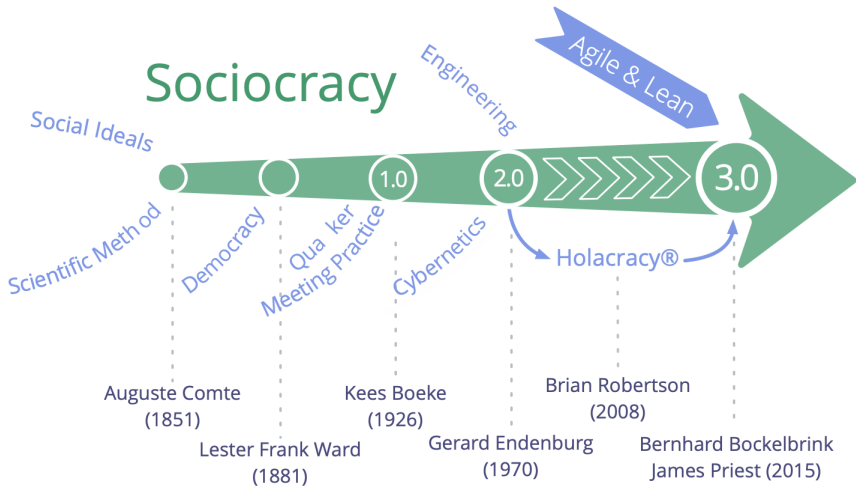 Sociocracy
Social Ideals
Scientific Meth od
Democracy
Qua ker
Meeting Practice
1.0
Engineering
2.0
Cybernetics
Agile & Lean
3.0
Holacracy®
Auguste Comte
(1851)
Lester Frank Ward
(1881)
Kees Boeke
(1926)
Gerard Endenburg
(1970)
Brian Robertson
(2008)
Bernhard Bockelbrink
James Priest (2015)